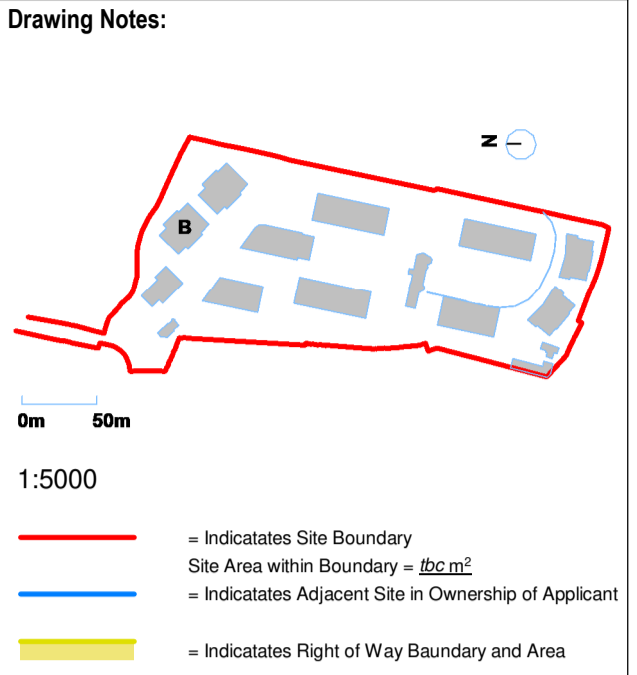 Drawing Notes:
N
B
0m 50m
1:5000
= Indicatates Site Boundary
Site Area within Boundary = tbc m²
= Indicatates Adjacent Site in Ownership of Applicant
= Indicatates Right of Way Baundary and Area